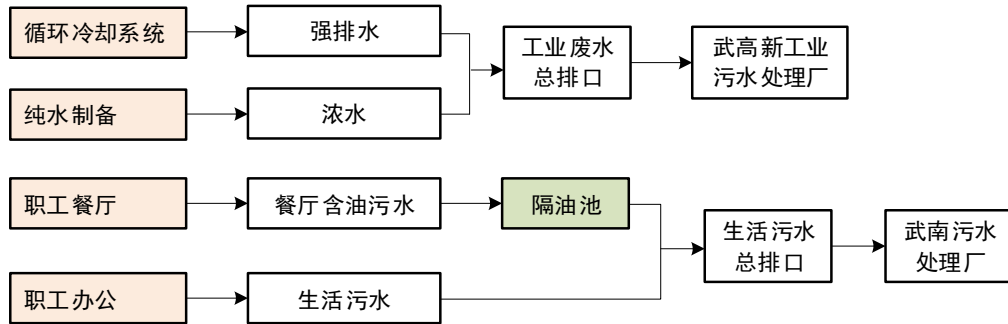 循环冷却系统
强排水
工业废水
总排口
武高新工业
污水处理厂
纯水制备
浓水
职工餐厅
餐厅含油污水
隔油池
生活污水
总排口
武南污水
处理厂
职工办公
生活污水